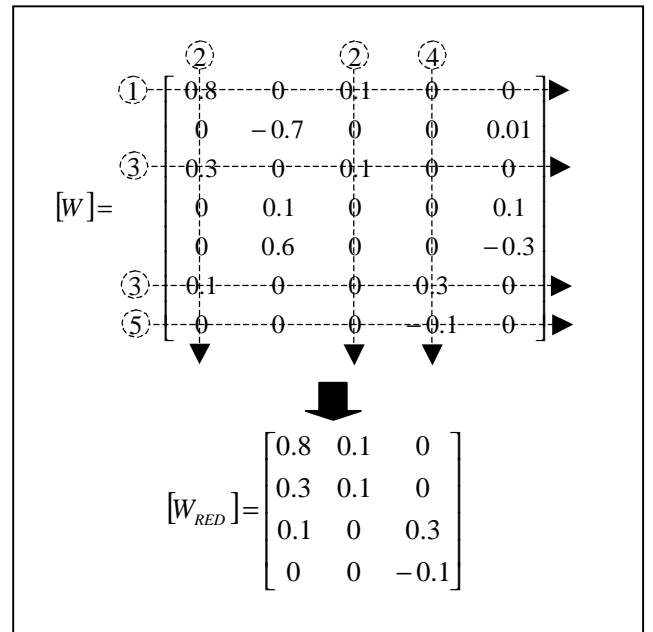 2 2 4
1 0.8 0 0.1 0 0
0 −0.7 0 0 0.01
3 0.3 0 0.1 0 0
[W]= 0 0.1 0 0 0.1
0 0.6 0 0 −0.3
3 0.1 0 0 0.3 0
5 0 0 0 −0.1 0
0.8 0.1 0
0.3 0.1 0
[W_RED]= 0.1 0 0.3
0 0 −0.1